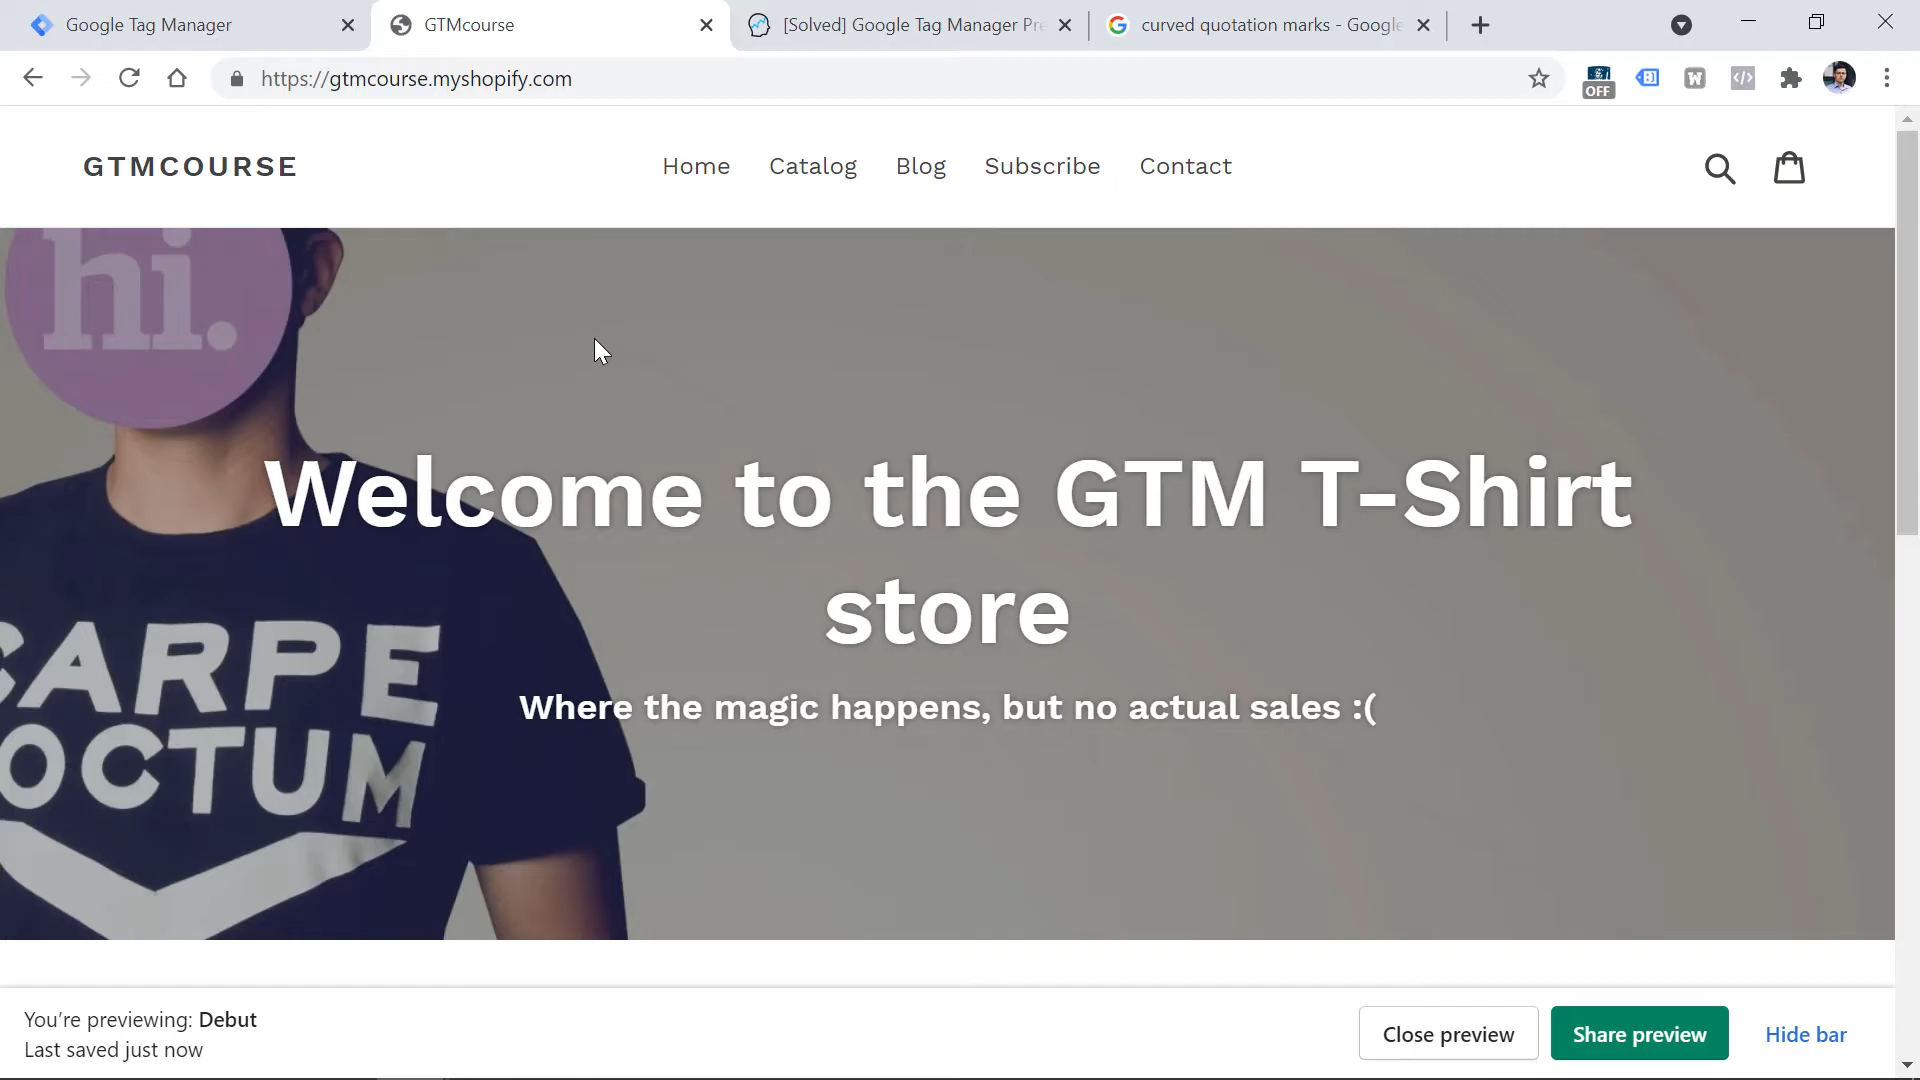 Google Tag Manager
GTMcourse
[Solved] Google Tag Manager Pre
curved quotation marks - Google
https://gtmcourse.myshopify.com
OFF
W
GTMCOURSE
Home
Catalog
Blog
Subscribe
Contact
hi.
Welcome to the GTM T-Shirt
store
Where the magic happens, but no actual sales :(
CARPE
OCTUM
You’re previewing: Debut
Last saved just now
Close preview
Share preview
Hide bar